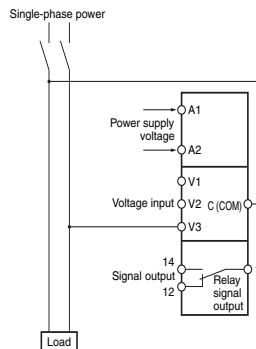 Single-phase power
A1
Power supply
voltage
A2
V1
Voltage input
V2
C (COM)
V3
14
Signal output
12
Relay
signal
output
Load